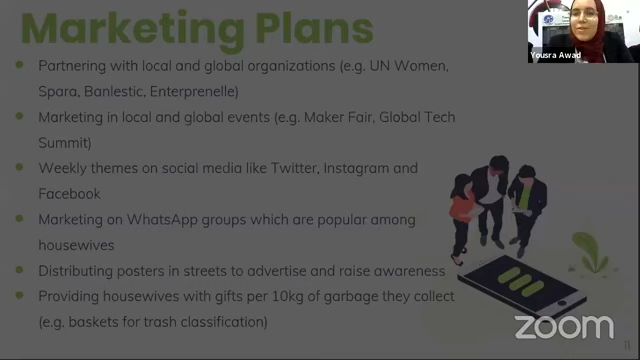 Marketing Plans
Yousra Awad
Partnering with local and global organizations (e.g. UN Women,
Spara, Banlestic, Enterprenelle)
Marketing in local and global events (e.g. Maker Fair, Global Tech
Summit)
Weekly themes on social media like Twitter, Instagram and
Facebook
Marketing on WhatsApp groups which are popular among
housewives
Distributing posters in streets to advertise and raise awareness
Providing housewives with gifts per 10kg of garbage they collect
(e.g. baskets for trash classification)
zoom
11